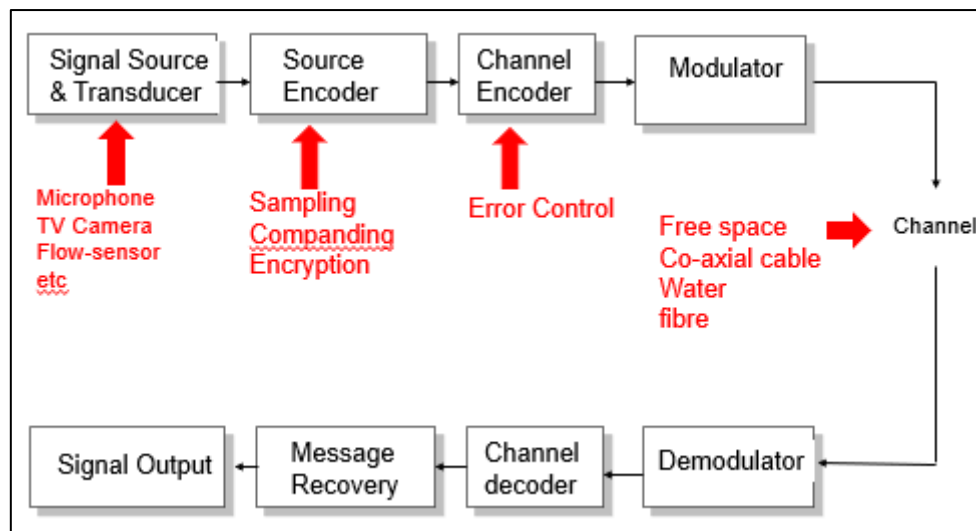 Signal Source
& Transducer
Source
Encoder
Channel
Encoder
Modulator
Microphone
TV Camera
Flow-sensor
etc
Sampling
Companding
Encryption
Error Control
Free space
Co-axial cable
Water
fibre
Channel
Signal Output
Message
Recovery
Channel
decoder
Demodulator